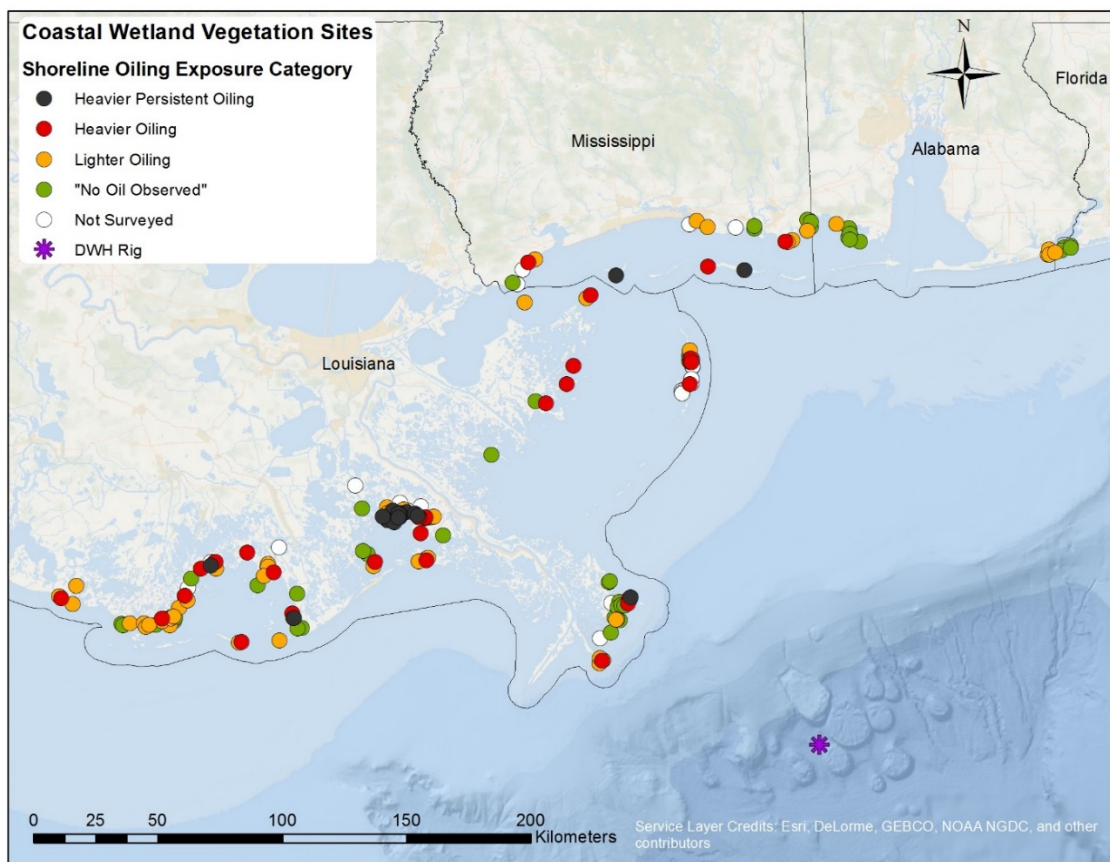 Coastal Wetland Vegetation Sites
Shoreline Oiling Exposure Category
Heavier Persistent Oiling
Heavier Oiling
Lighter Oiling
"No Oil Observed"
Not Surveyed
DWH Rig
N
Florida
Mississippi
Alabama
Louisiana
0 25 50 100 150 200
Kilometers
Service Layer Credits: Esri, DeLorme, GEBCO, NOAA NGDC, and other
contributors